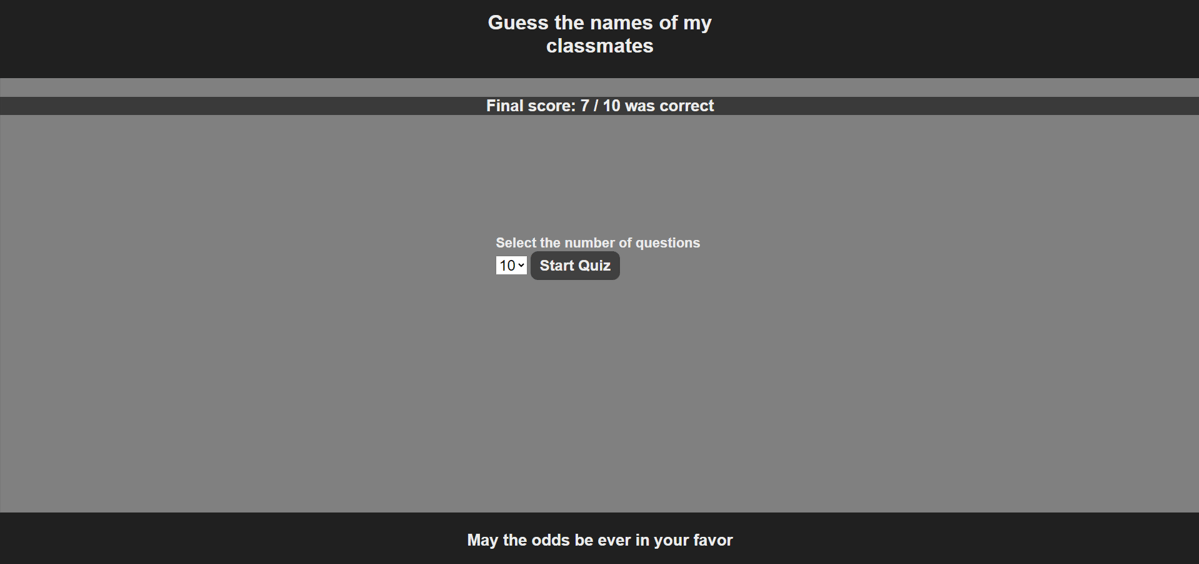 Guess the names of my
classmates
Final score: 7 / 10 was correct
Select the number of questions
10 Start Quiz
May the odds be ever in your favor